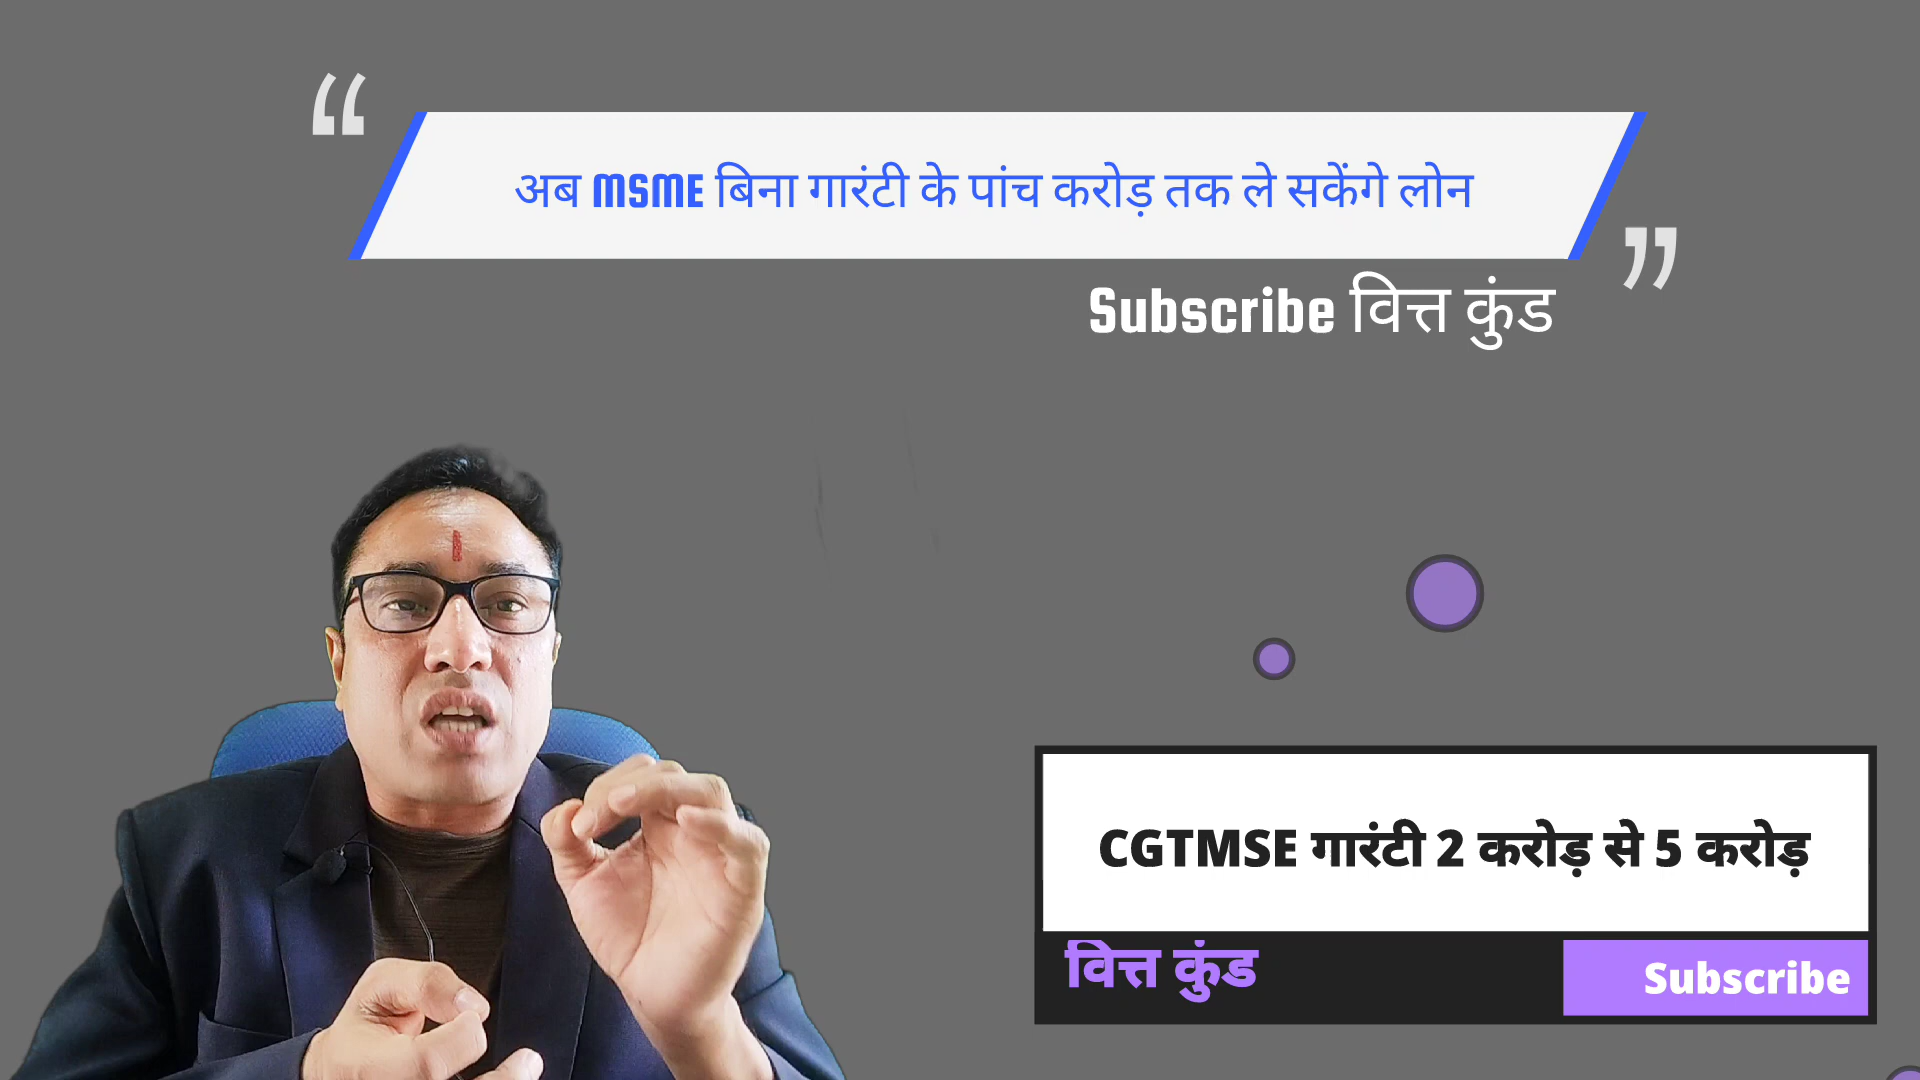 “
अब MSME बिना गारंटी के पांच करोड़ तक ले सकेंगे लोन
”
Subscribe वित्त कुंड
CGTMSE गारंटी 2 करोड़ से 5 करोड़
वित्त कुंड
Subscribe